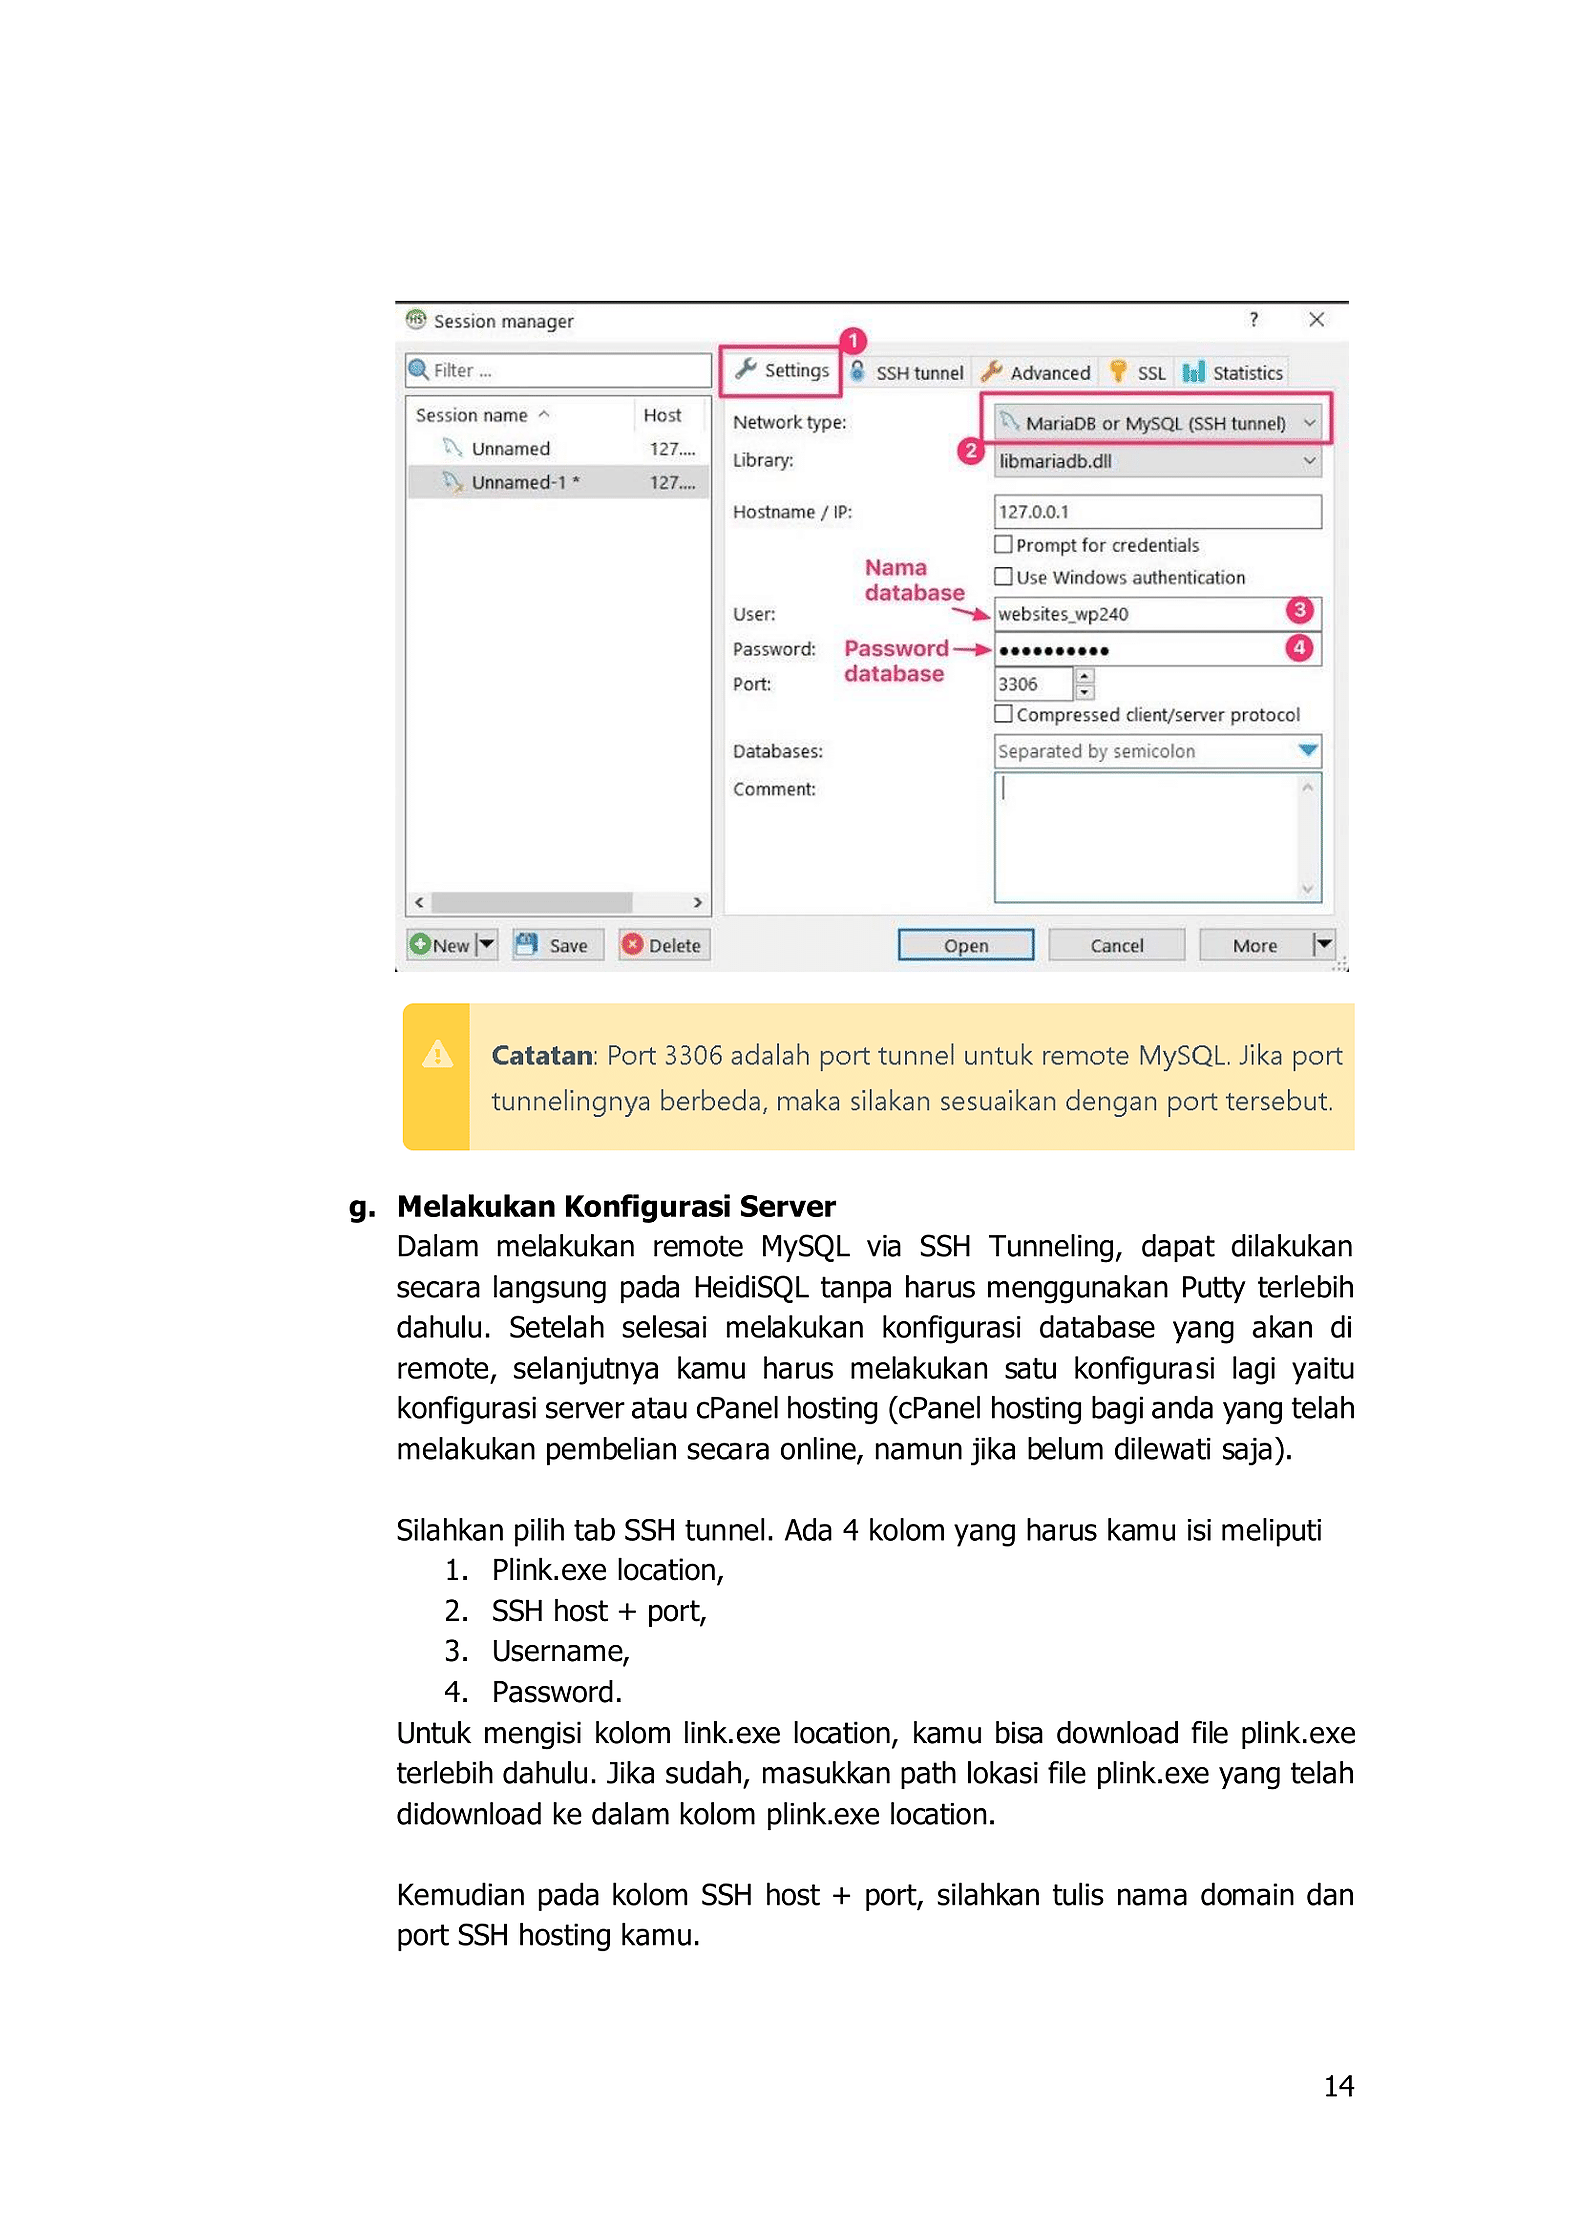 Session manager ? ×
Filter ...
Settings 1 SSH tunnel Advanced SSL Statistics
Session name Host
Unnamed 127....
Unnamed-1 * 127....
Network type: MariaDB or MySQL (SSH tunnel)
2
Library: libmariadb.dll
Hostname / IP: 127.0.0.1
Prompt for credentials
Use Windows authentication
Nama
database
User: websites_wp240 3
Password: Password ●●●●●●●●●● 4
database
Port: 3306
Compressed client/server protocol
Databases: Separated by semicolon
Comment:
New Save Delete Open Cancel More
Catatan: Port 3306 adalah port tunnel untuk remote MySQL. Jika port
tunnelingnya berbeda, maka silakan sesuaikan dengan port tersebut.
g. Melakukan Konfigurasi Server
Dalam melakukan remote MySQL via SSH Tunneling, dapat dilakukan
secara langsung pada HeidiSQL tanpa harus menggunakan Putty terlebih
dahulu. Setelah selesai melakukan konfigurasi database yang akan di
remote, selanjutnya kamu harus melakukan satu konfigurasi lagi yaitu
konfigurasi server atau cPanel hosting (cPanel hosting bagi anda yang telah
melakukan pembelian secara online, namun jika belum dilewati saja).
Silahkan pilih tab SSH tunnel. Ada 4 kolom yang harus kamu isi meliputi
1. Plink.exe location,
2. SSH host + port,
3. Username,
4. Password.
Untuk mengisi kolom link.exe location, kamu bisa download file plink.exe
terlebih dahulu. Jika sudah, masukkan path lokasi file plink.exe yang telah
didownload ke dalam kolom plink.exe location.
Kemudian pada kolom SSH host + port, silahkan tulis nama domain dan
port SSH hosting kamu.
14